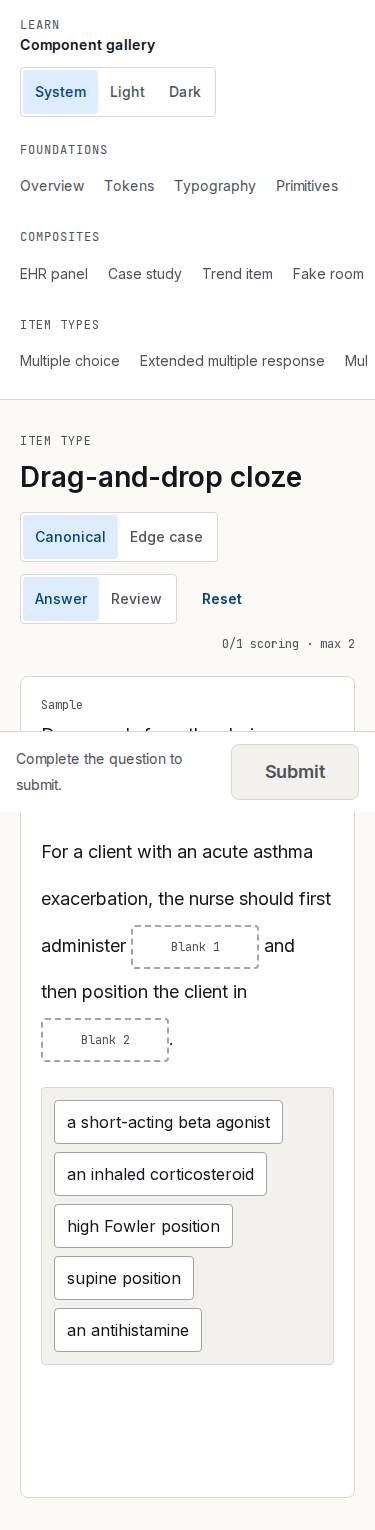 LEARN
Component gallery
System Light Dark
FOUNDATIONS
Overview Tokens Typography Primitives
COMPOSITES
EHR panel Case study Trend item Fake room
ITEM TYPES
Multiple choice Extended multiple response Mul
ITEM TYPE
Drag-and-drop cloze
Canonical Edge case
Answer Review Reset
0/1 scoring · max 2
Sample
Complete the question to
submit.
Submit
For a client with an acute asthma
exacerbation, the nurse should first
administer Blank 1 and
then position the client in
Blank 2.
a short-acting beta agonist
an inhaled corticosteroid
high Fowler position
supine position
an antihistamine